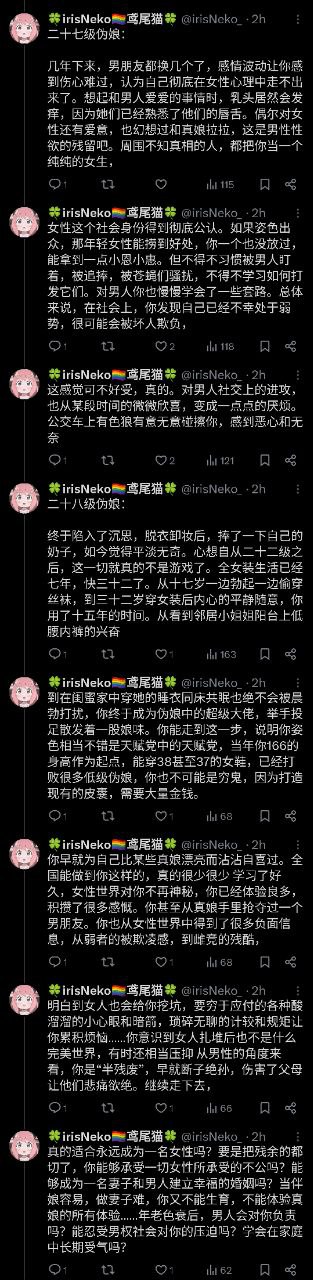 🍀irisNeko🏳️‍🌈鸢尾猫🍀 @irisNeko_ · 2h
二十七级伪娘：
几年下来，男朋友都换几个了，感情波动让你感
到伤心难过，认为自己彻底在女性心理中走不出
来了。想起和男人爱爱的事情时，乳头居然会发
痒，因为她们已经熟悉了他们的唇舌。偶尔对女
性还有爱意，也幻想过和真娘拉拉，这是男性性
欲的残留吧。周围不知真相的人，都把你当一个
纯纯的女生，
1 115
🍀irisNeko🏳️‍🌈鸢尾猫🍀 @irisNeko_ · 2h
女性这个社会身份得到彻底公认。如果姿色出
众，那年轻女性能捞到好处，你一个也没放过，
能拿到一点小恩小惠。但不得不习惯被男人盯
着，被追捧，被苍蝇们骚扰，不得不学习如何打
发它们。对男人你也慢慢学会了一些套路。总体
来说，在社会上，你发现自己已经不幸处于弱
势，很可能会被坏人欺负，
1 2 118
🍀irisNeko🏳️‍🌈鸢尾猫🍀 @irisNeko_ · 2h
这感觉可不好受，真的。对男人社交上的进攻，
也从某段时间的微微欣喜，变成一点点的厌烦。
公交车上有色狼有意无意碰擦你，感到恶心和无
奈
1 2 121
🍀irisNeko🏳️‍🌈鸢尾猫🍀 @irisNeko_ · 2h
二十八级伪娘：
终于陷入了沉思，脱衣卸妆后，捧了一下自己的
奶子，如今觉得平淡无奇。心想自从二十二级之
后，这一切就真的不是游戏了。全女装生活已经
七年，快三十二了。从十七岁一边勃起一边偷穿
丝袜，到三十二岁穿女装后内心的平静随意，你
用了十五年的时间。从看到邻居小姐姐阳台上低
腰内裤的兴奋
1 1 163
🍀irisNeko🏳️‍🌈鸢尾猫🍀 @irisNeko_ · 2h
到在闺蜜家中穿她的睡衣同床共眠也绝不会被晨
勃打扰，你终于成为伪娘中的超级大佬，举手投
足散发着一股娘味。你能走到这一步，说明你姿
色相当不错是天赋党中的天赋党，当年你166的
身高作为起点，能穿38甚至37的女鞋，已经打
败很多低级伪娘，你也不可能是穷鬼，因为打造
现有的皮囊，需要大量金钱。
1 1 68
🍀irisNeko🏳️‍🌈鸢尾猫🍀 @irisNeko_ · 2h
你早就为自己比某些真娘漂亮而沾沾自喜过。全
国能做到你这样的，真的很少很少 学习了好
久，女性世界对你不再神秘，你已经体验良多，
积攒了很多感慨。你甚至从真娘手里抢夺过一个
男朋友。你也从女性世界中得到了很多负面信
息，从弱者的被欺凌感，到雌竞的残酷，
1 1 68
🍀irisNeko🏳️‍🌈鸢尾猫🍀 @irisNeko_ · 2h
明白到女人也会给你挖坑，要穷于应付的各种酸
溜溜的小心眼和暗箭，琐碎无聊的计较和规矩让
你累积烦恼......你意识到女人扎堆后也不是什么
完美世界，有时还相当压抑 从男性的角度来
看，你是“半残废”，早就断子绝孙，伤害了父母
让他们悲痛欲绝。继续走下去，
1 1 66
🍀irisNeko🏳️‍🌈鸢尾猫🍀 @irisNeko_ · 2h
真的适合永远成为一名女性吗？要是把残余的都
切了，你能够承受一切女性所承受的不公吗？能
够成为一名妻子和男人建立幸福的婚姻吗？当伴
娘容易，做妻子难，你又不能生育，不能体验真
娘的所有体验......年老色衰后，男人会对你负责
吗？能忍受男权社会对你的压迫吗？学会在家庭
中长期受气吗？
1 1 62